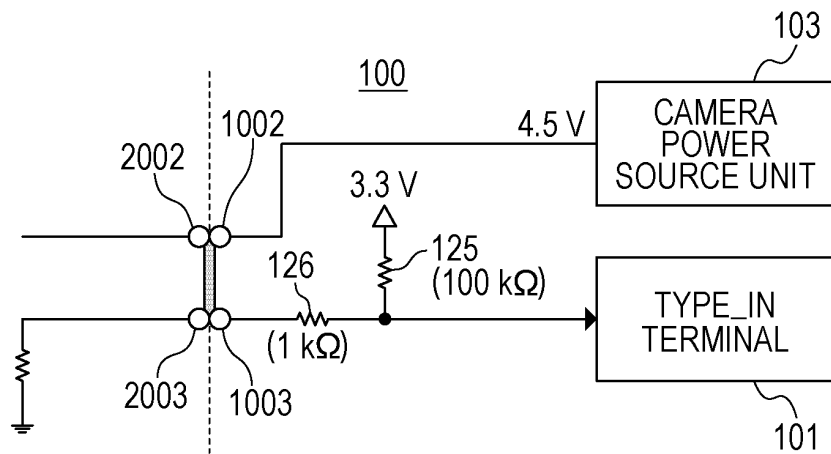 103
100
CAMERA
POWER
SOURCE UNIT
4.5 V
2002
1002
3.3 V
126
125
(100 kΩ)
(1 kΩ)
TYPE_IN
TERMINAL
2003
1003
101